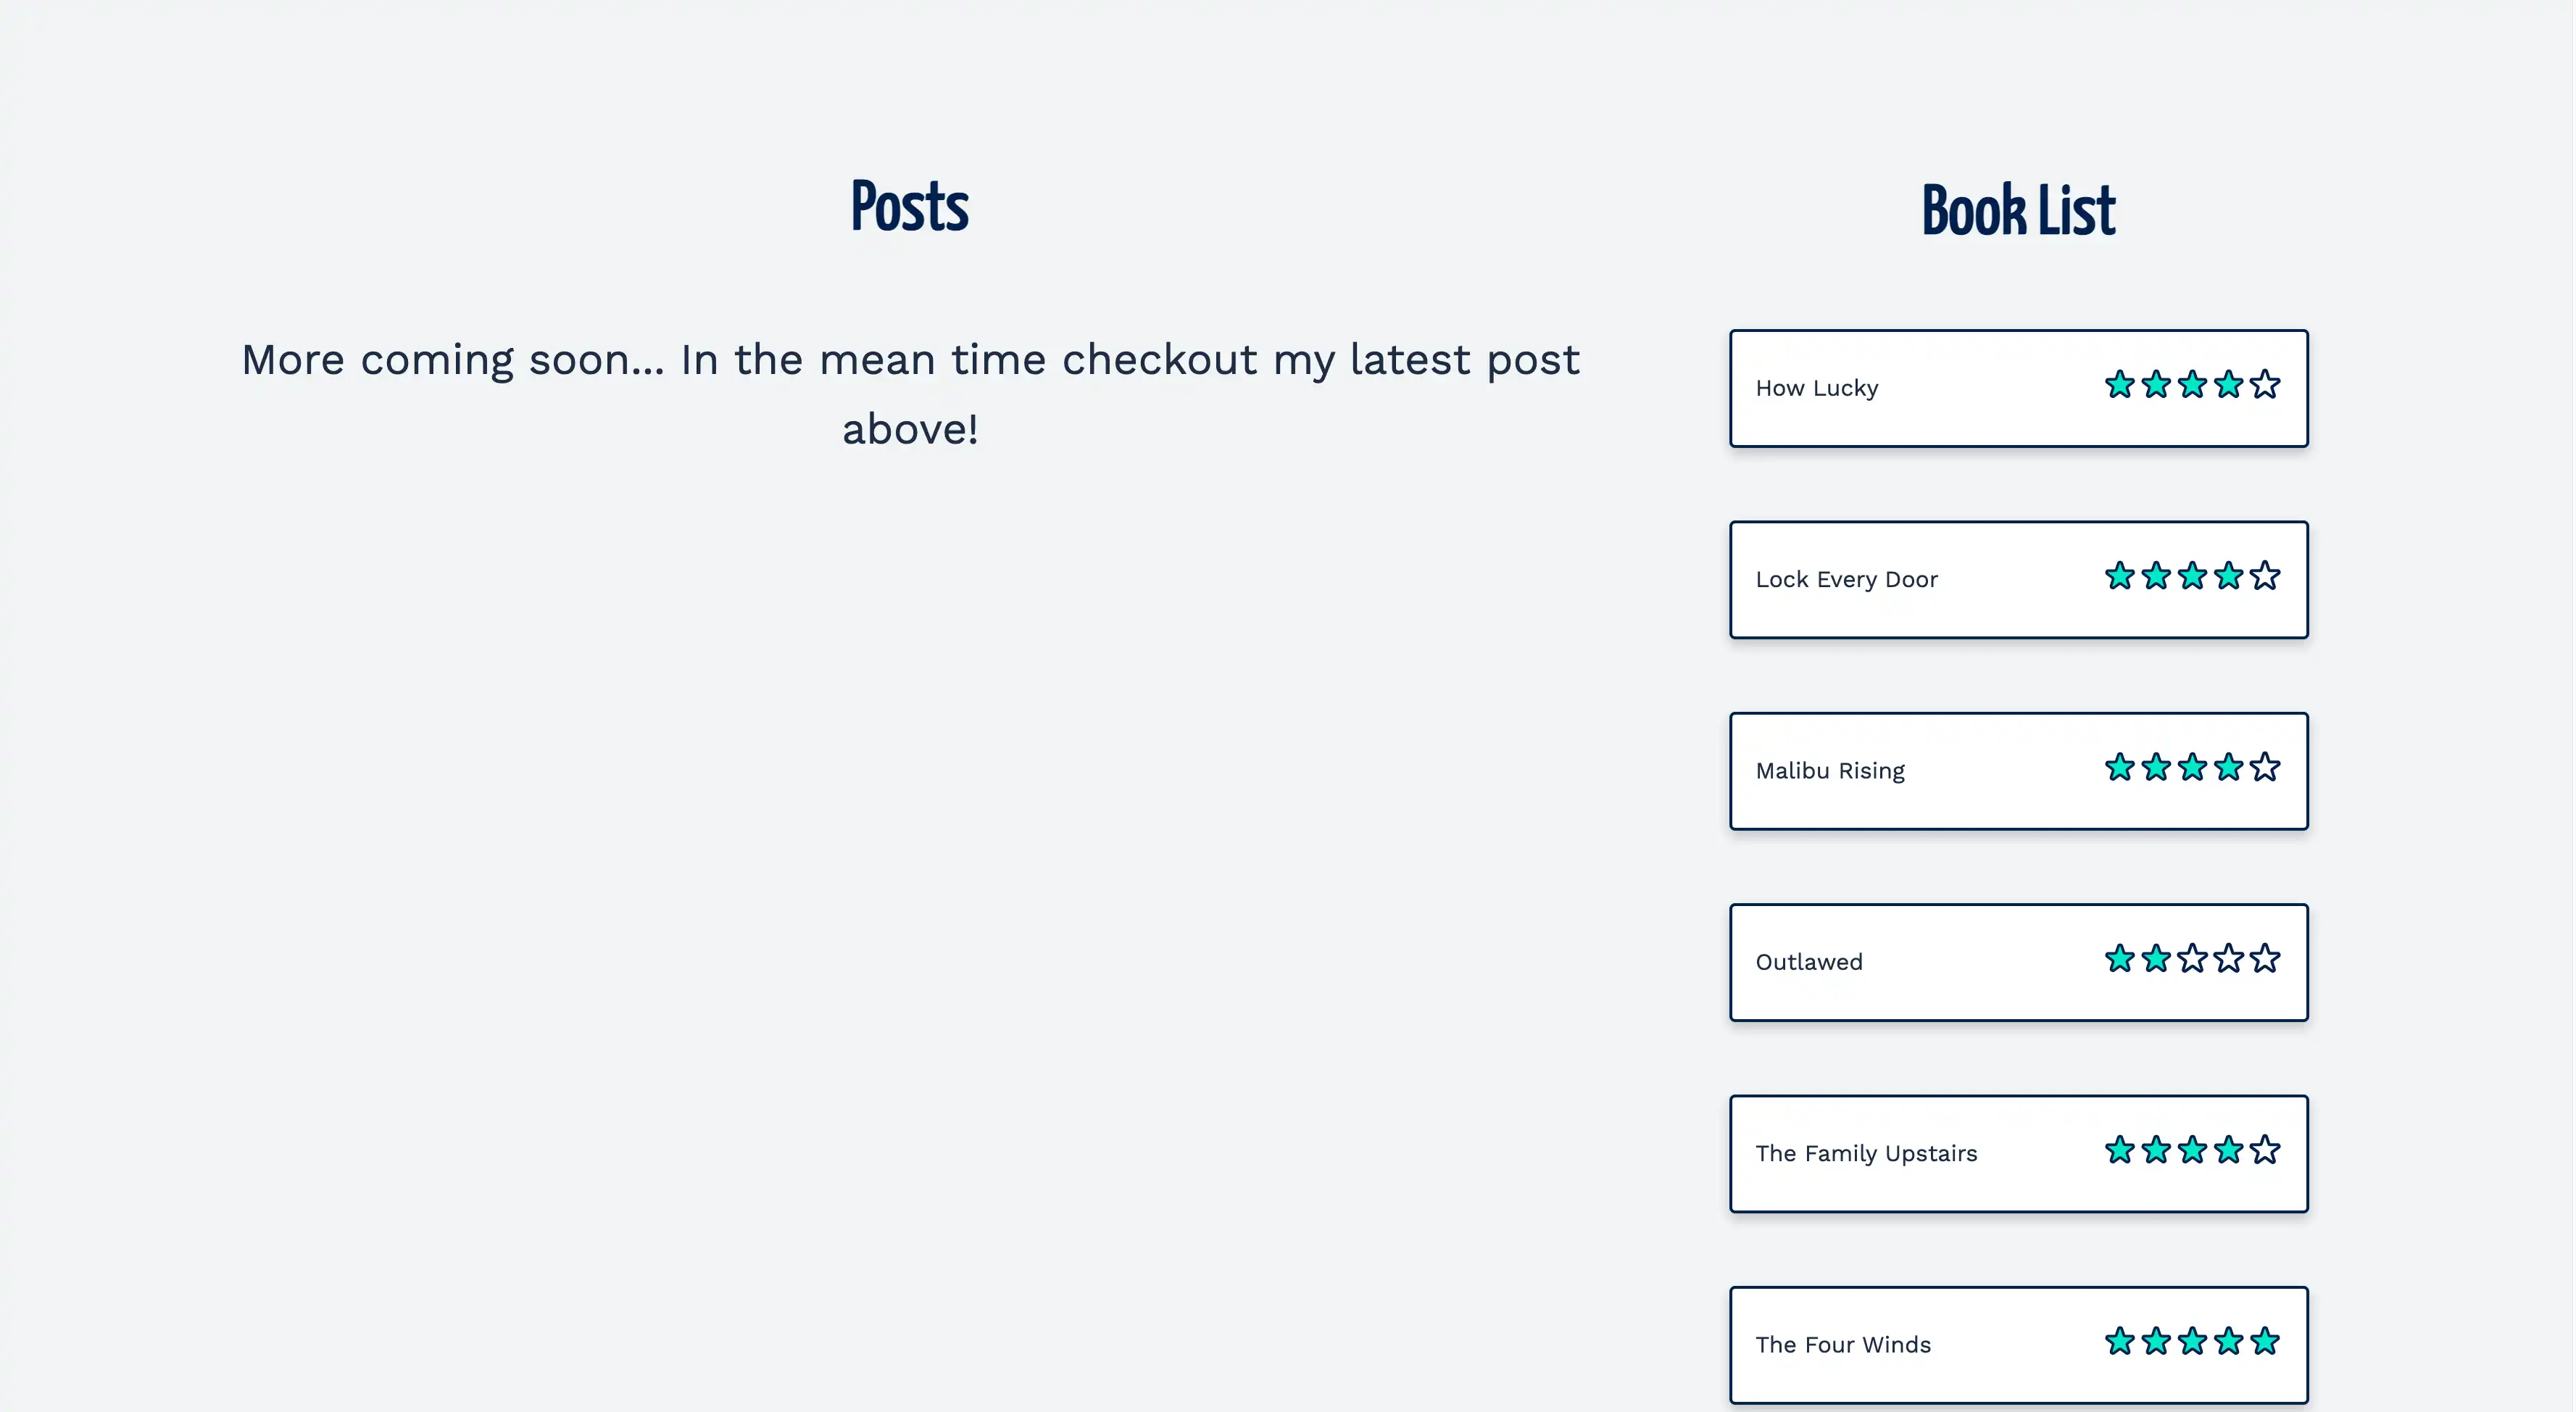 Posts
More coming soon... In the mean time checkout my latest post
above!
Book List
How Lucky
Lock Every Door
Malibu Rising
Outlawed
The Family Upstairs
The Four Winds